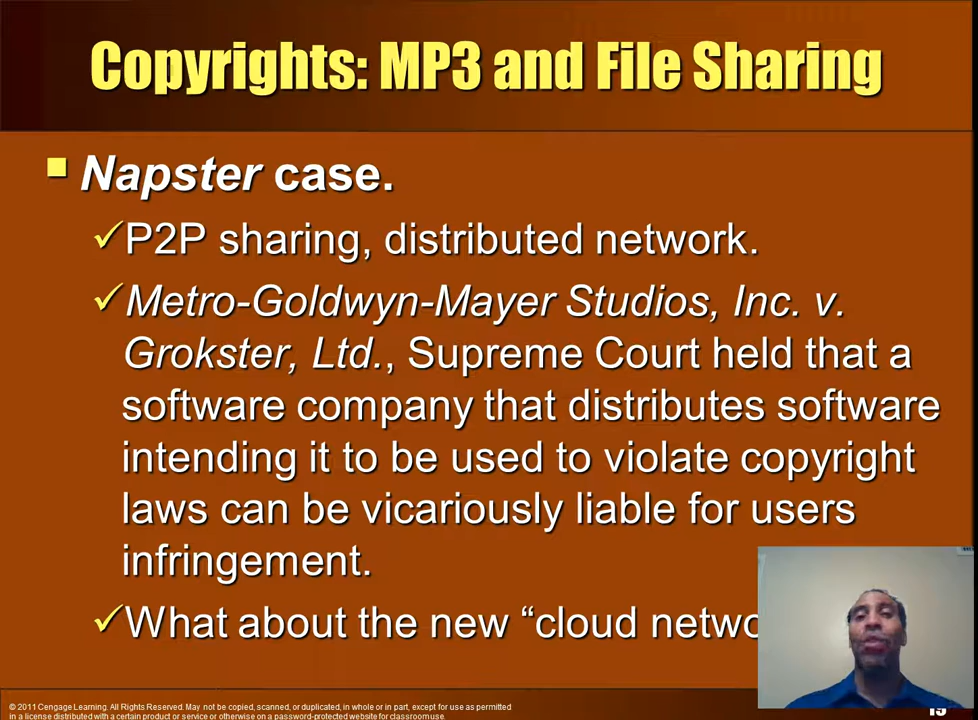 Copyrights: MP3 and File Sharing
Napster case.
P2P sharing, distributed network.
Metro-Goldwyn-Mayer Studios, Inc. v.
Grokster, Ltd., Supreme Court held that a
software company that distributes software
intending it to be used to violate copyright
laws can be vicariously liable for users
infringement.
What about the new “cloud netwo
© 2011 Cengage Learning. All Rights Reserved. May not be copied, scanned, or duplicated, in whole or in part, except for use as permitted
in a license distributed with a certain product or service or otherwise on a password-protected website for classroom use.